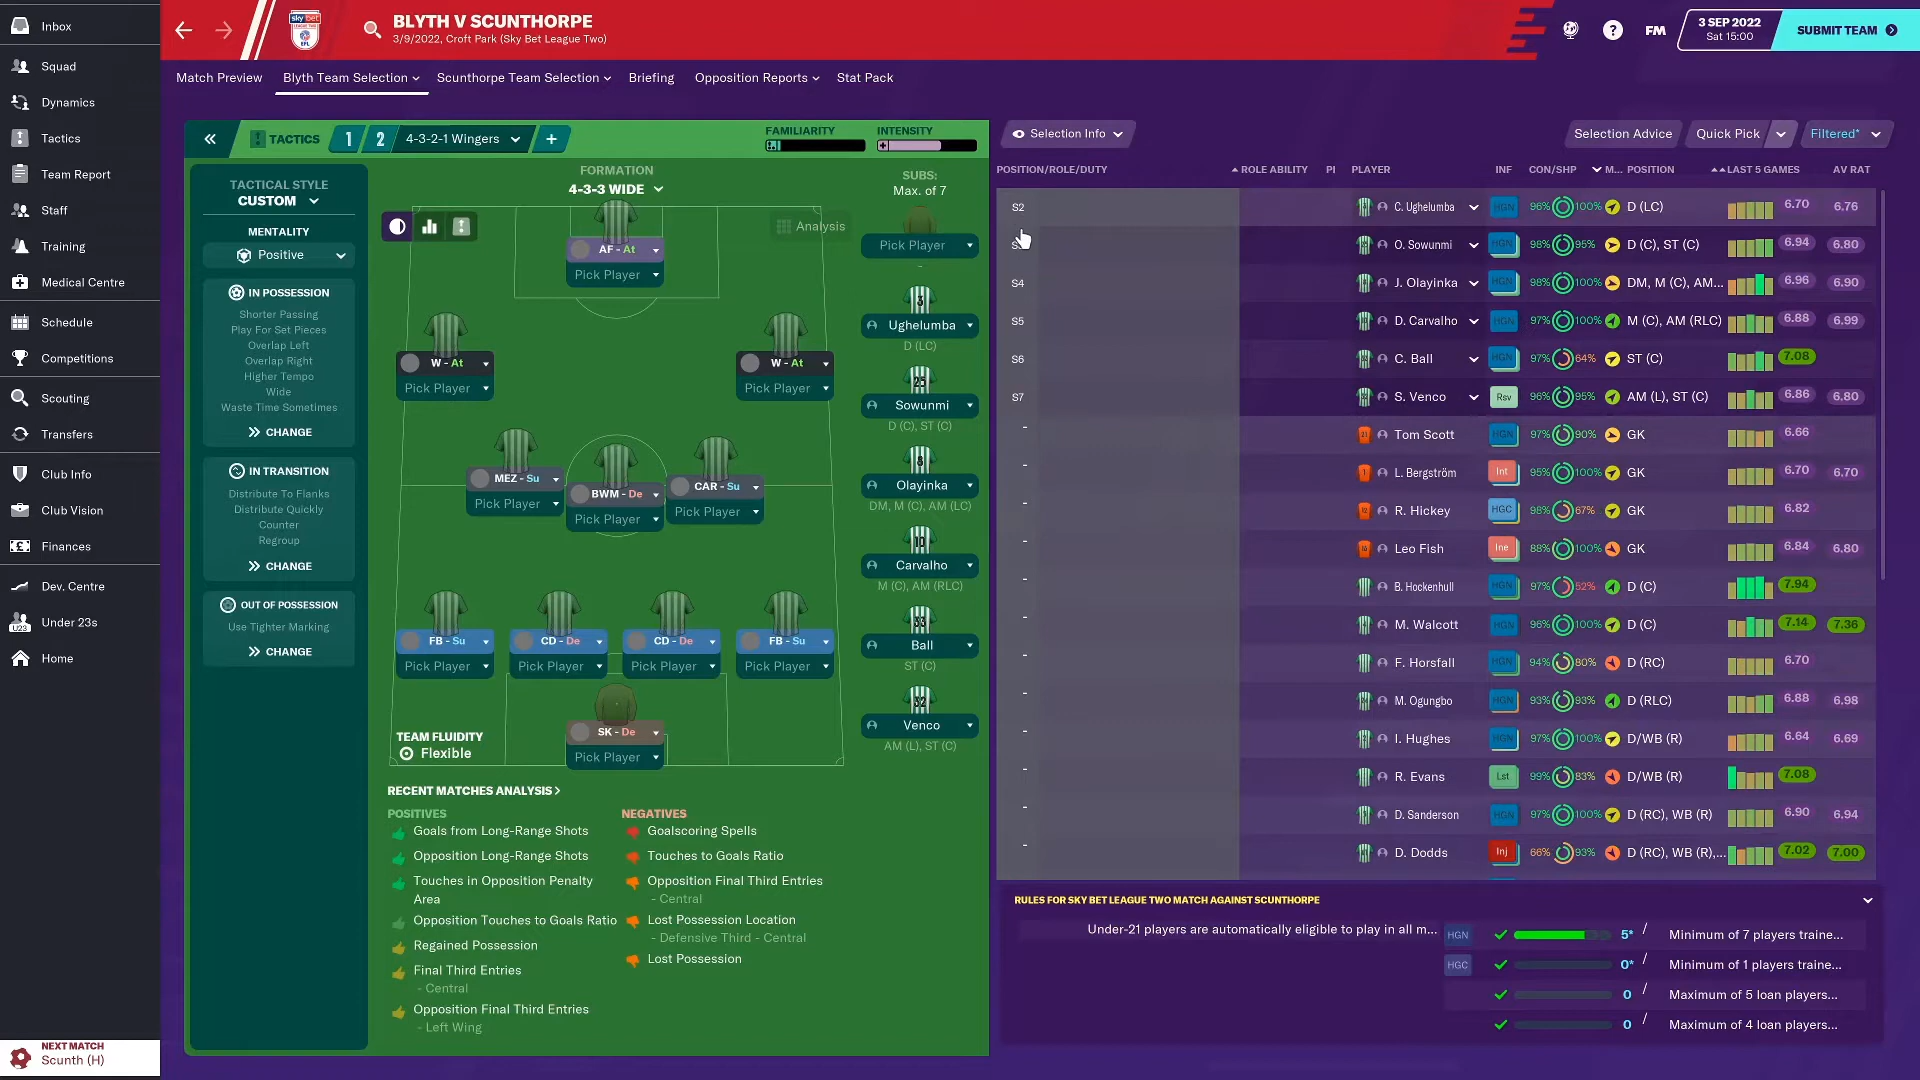 Inbox
Squad
Dynamics
Tactics
Team Report
Staff
Training
Medical Centre
Schedule
Competitions
Scouting
Transfers
Club Info
Club Vision
Finances
Dev. Centre
U23
Under 23s
Home
NEXT MATCH
Scunth (H)
sky bet
EFL
BLYTH V SCUNTHORPE
3/9/2022, Croft Park (Sky Bet League Two)
FM
3 SEP 2022
Sat 15:00
SUBMIT TEAM
Match Preview
Blyth Team Selection
Scunthorpe Team Selection
Briefing
Opposition Reports
Stat Pack
TACTICS
1
2
4-3-2-1 Wingers
+
FAMILIARITY
INTENSITY
TACTICAL STYLE
CUSTOM
MENTALITY
Positive
IN POSSESSION
Shorter Passing
Play For Set Pieces
Overlap Left
Overlap Right
Higher Tempo
Wide
Waste Time Sometimes
CHANGE
IN TRANSITION
Distribute To Flanks
Distribute Quickly
Counter
Regroup
CHANGE
OUT OF POSSESSION
Use Tighter Marking
CHANGE
FORMATION
4-3-3 WIDE
Analysis
AF - At
Pick Player
W - At
Pick Player
W - At
Pick Player
MEZ - Su
Pick Player
BWM - De
Pick Player
CAR - Su
Pick Player
FB - Su
Pick Player
CD - De
Pick Player
CD - De
Pick Player
FB - Su
Pick Player
SK - De
Pick Player
TEAM FLUIDITY
Flexible
SUBS:
Max. of 7
Pick Player
-
3
Ughelumba
D (LC)
25
Sowunmi
D (C), ST (C)
8
Olayinka
DM, M (C), AM (LC)
10
Carvalho
M (C), AM (RLC)
33
Ball
ST (C)
32
Venco
AM (L), ST (C)
RECENT MATCHES ANALYSIS >
POSITIVES
Goals from Long-Range Shots
Opposition Long-Range Shots
Touches in Opposition Penalty Area
Opposition Touches to Goals Ratio
Regained Possession
Final Third Entries
- Central
Opposition Final Third Entries
- Left Wing
NEGATIVES
Goalscoring Spells
Touches to Goals Ratio
Opposition Final Third Entries
- Central
Lost Possession Location
- Defensive Third - Central
Lost Possession
Selection Info
Selection Advice
Quick Pick
Filtered*
POSITION/ROLE/DUTY ROLE ABILITY PI PLAYER INF CON/SHP M... POSITION LAST 5 GAMES AV RAT
S2 C. Ughelumba HGN 96% 100% D (LC) 6.70 6.76
O. Sowunmi HGN 98% 95% D (C), ST (C) 6.94 6.80
S4 J. Olayinka HGN 98% 100% DM, M (C), AM... 6.96 6.90
S5 D. Carvalho HGN 97% 100% M (C), AM (RLC) 6.88 6.99
S6 C. Ball HGN 97% 64% ST (C) 7.08
S7 S. Venco Rsv 96% 95% AM (L), ST (C) 6.86 6.80
- Tom Scott HGN 97% 90% GK 6.66
- L. Bergström Int 95% 100% GK 6.70 6.70
- R. Hickey HGC 98% 67% GK 6.82
- Leo Fish Ine 88% 100% GK 6.84 6.80
- B. Hockenhull HGN 97% 52% D (C) 7.94
- M. Walcott HGN 96% 100% D (C) 7.14 7.36
- F. Horsfall HGN 94% 80% D (RC) 6.70
- M. Ogungbo HGN 93% 93% D (RLC) 6.88 6.98
- I. Hughes HGN 97% 100% D/WB (R) 6.64 6.69
- R. Evans Lst 99% 83% D/WB (R) 7.08
- D. Sanderson HGN 97% 100% D (RC), WB (R) 6.90 6.94
- D. Dodds Inj 66% 93% D (RC), WB (R),... 7.02 7.00
RULES FOR SKY BET LEAGUE TWO MATCH AGAINST SCUNTHORPE
Under-21 players are automatically eligible to play in all m...
HGN 5* / Minimum of 7 players traine...
HGC 0* / Minimum of 1 players traine...
0 / Maximum of 5 loan players...
0 / Maximum of 4 loan players...